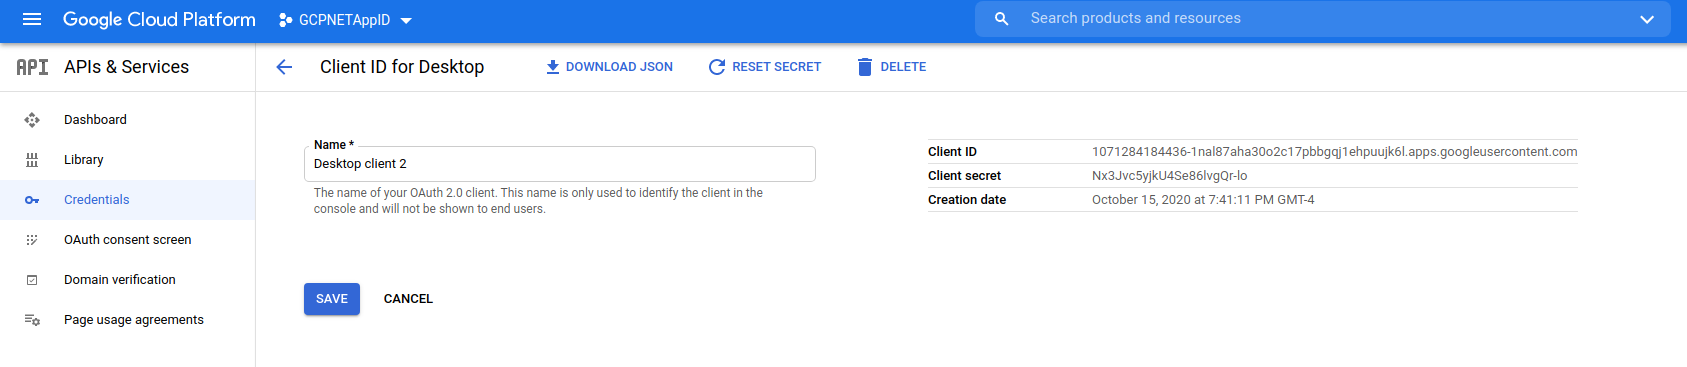 Google Cloud Platform
GCPNETAppID
Search products and resources
API APIs & Services
Client ID for Desktop
DOWNLOAD JSON
RESET SECRET
DELETE
Dashboard
Library
Credentials
OAuth consent screen
Domain verification
Page usage agreements
Name *
Desktop client 2
The name of your OAuth 2.0 client. This name is only used to identify the client in the
console and will not be shown to end users.
SAVE
CANCEL
Client ID 1071284184436-1nal87aha30o2c17pbbgqj1ehpuujk6l.apps.googleusercontent.com
Client secret Nx3Jvc5yjkU4Se86lvgQr-lo
Creation date October 15, 2020 at 7:41:11 PM GMT-4